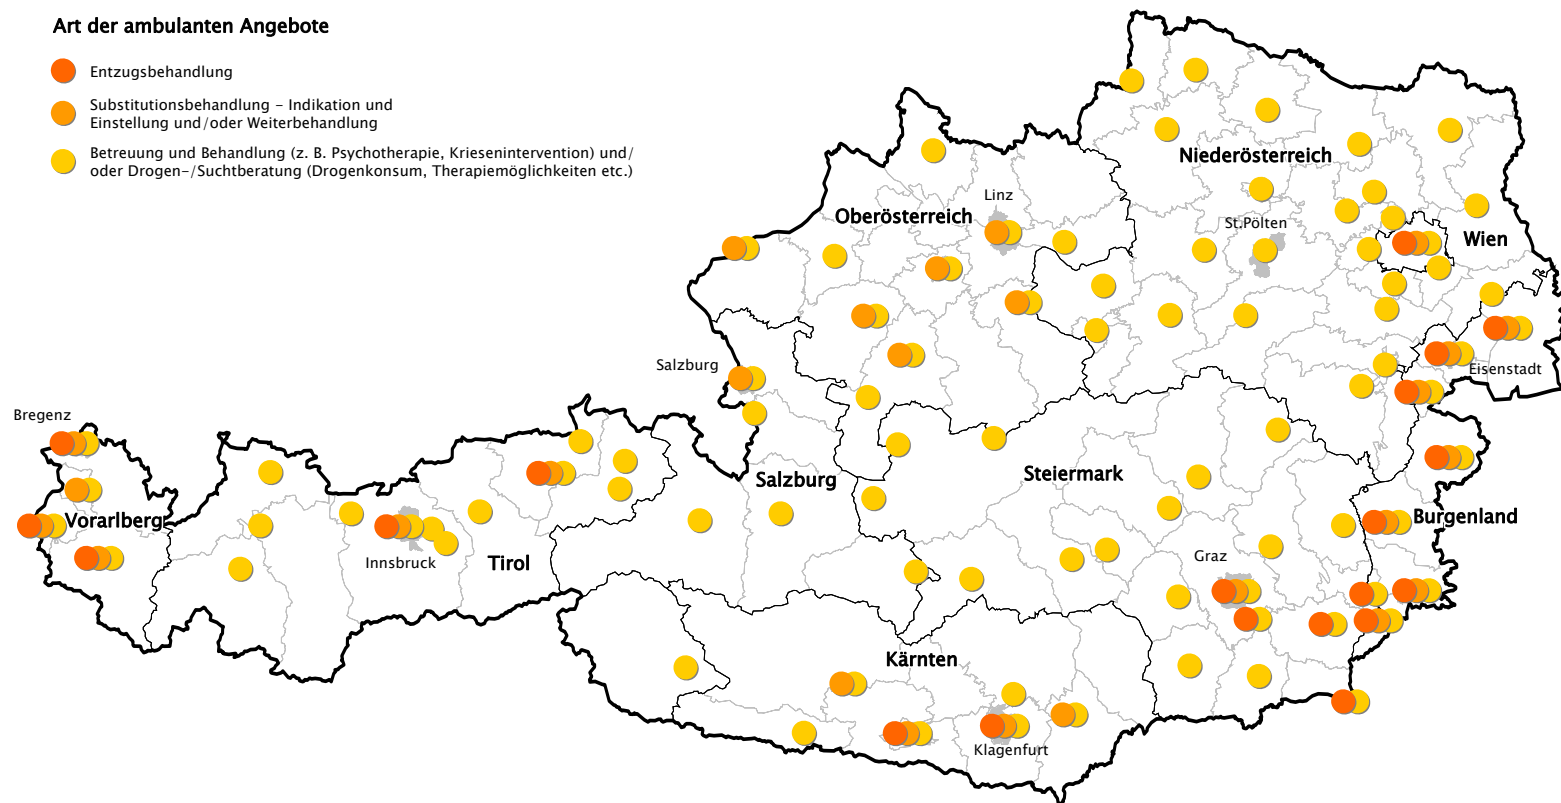 Art der ambulanten Angebote
Entzugsbehandlung
Substitutionsbehandlung – Indikation und
Einstellung und/oder Weiterbehandlung
Betreuung und Behandlung (z. B. Psychotherapie, Kriesenintervention) und/
oder Drogen-/Suchtberatung (Drogenkonsum, Therapiemöglichkeiten etc.)
Niederösterreich
Linz
Oberösterreich
St.Pölten
Wien
Salzburg
Eisenstadt
Bregenz
Steiermark
Salzburg
Vorarlberg
Burgenland
Graz
Innsbruck
Tirol
Kärnten
Klagenfurt